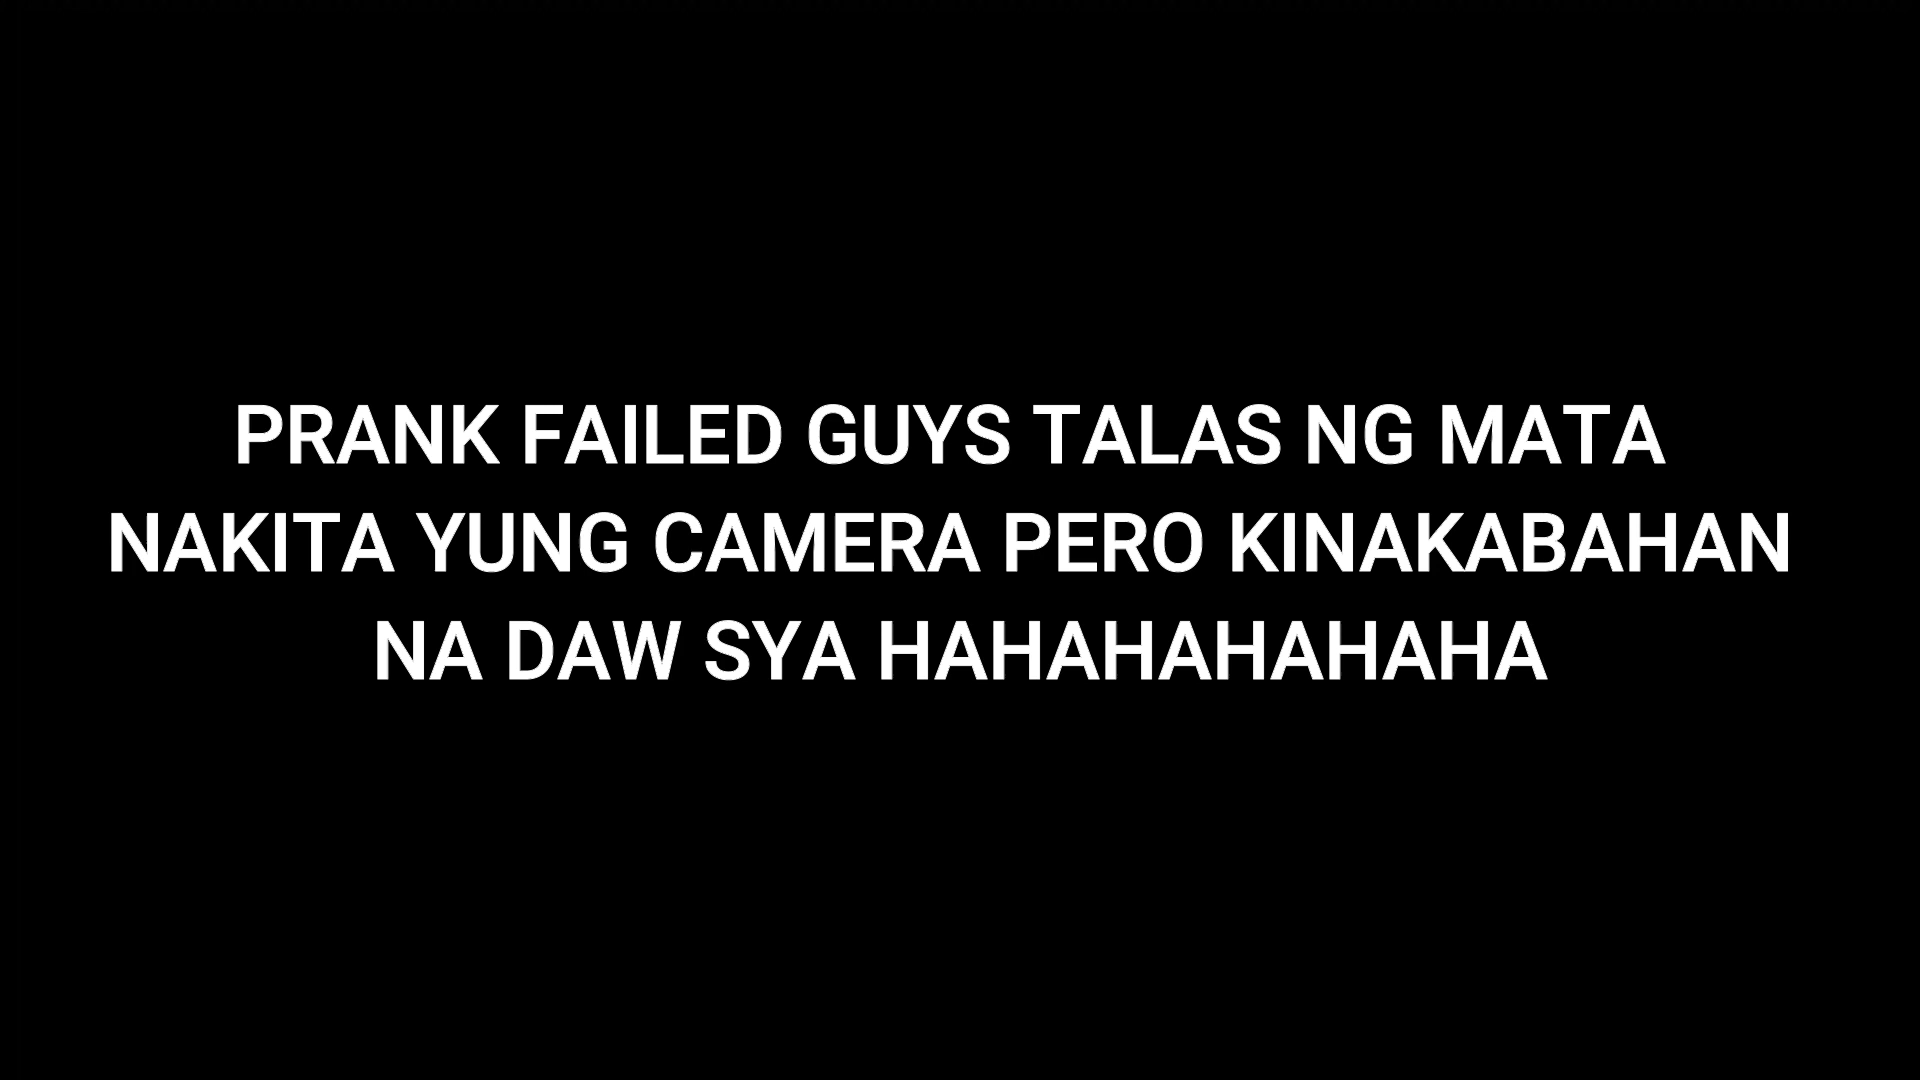 PRANK FAILED GUYS TALAS NG MATA
NAKITA YUNG CAMERA PERO KINAKABAHAN
NA DAW SYA HAHAHAHAHAHA